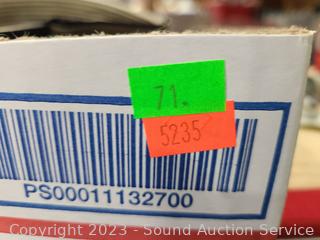 71.
5235
PS00011132700
Copyright 2023 - Sound Auction Service